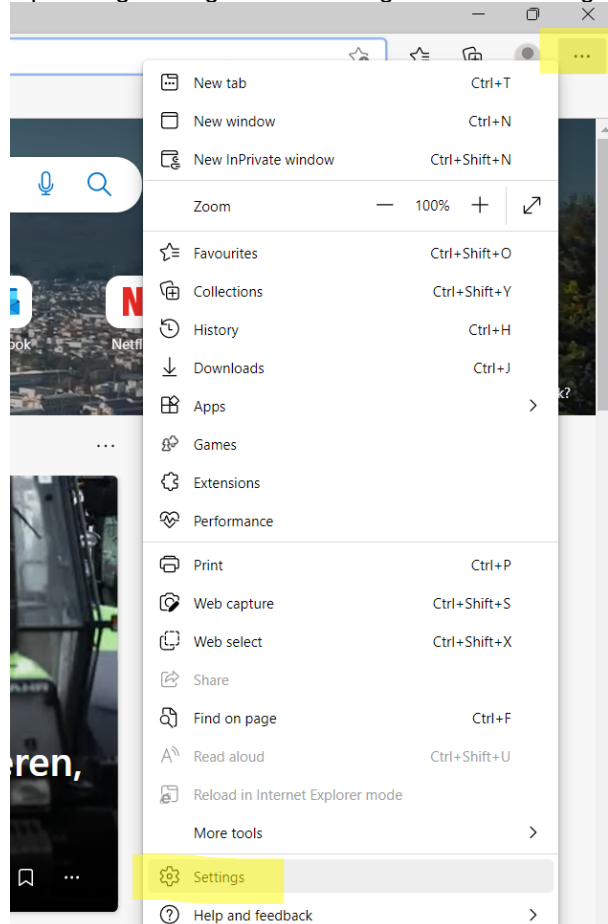 New tab Ctrl+T
New window Ctrl+N
New InPrivate window Ctrl+Shift+N
Zoom — 100% +
Favourites Ctrl+Shift+O
Collections Ctrl+Shift+Y
History Ctrl+H
Netfl
Downloads Ctrl+J
k?
Apps
...
Games
Extensions
Performance
Print Ctrl+P
Web capture Ctrl+Shift+S
Web select Ctrl+Shift+X
Share
Find on page Ctrl+F
eren,
Read aloud Ctrl+Shift+U
Reload in Internet Explorer mode
More tools
Settings
Help and feedback